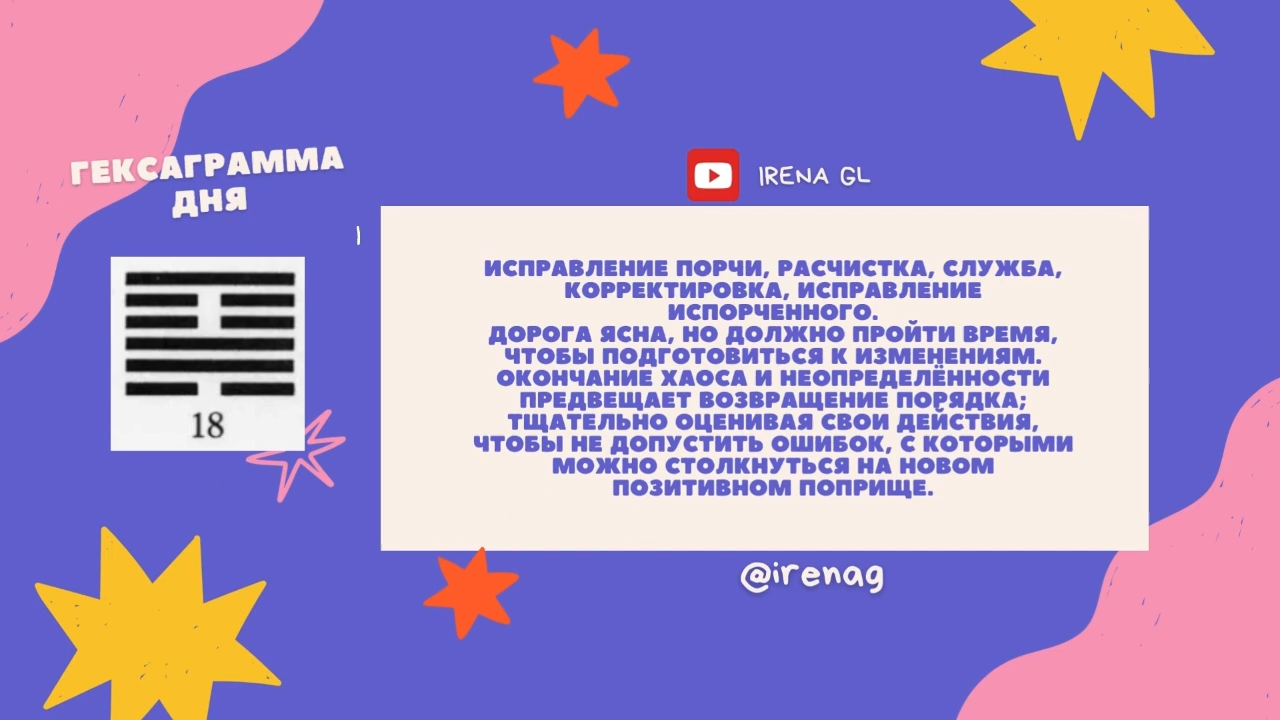 ГЕКСАГРАММА
ДНЯ
18
IRENA GL
ИСПРАВЛЕНИЕ ПОРЧИ, РАСЧИСТКА, СЛУЖБА,
КОРРЕКТИРОВКА, ИСПРАВЛЕНИЕ
ИСПОРЧЕННОГО.
ДОРОГА ЯСНА, НО ДОЛЖНО ПРОЙТИ ВРЕМЯ,
ЧТОБЫ ПОДГОТОВИТЬСЯ К ИЗМЕНЕНИЯМ.
ОКОНЧАНИЕ ХАОСА И НЕОПРЕДЕЛЁННОСТИ
ПРЕДВЕЩАЕТ ВОЗВРАЩЕНИЕ ПОРЯДКА;
ТЩАТЕЛЬНО ОЦЕНИВАЯ СВОИ ДЕЙСТВИЯ,
ЧТОБЫ НЕ ДОПУСТИТЬ ОШИБОК, С КОТОРЫМИ
МОЖНО СТОЛКНУТЬСЯ НА НОВОМ
ПОЗИТИВНОМ ПОПРИЩЕ.
@irenag